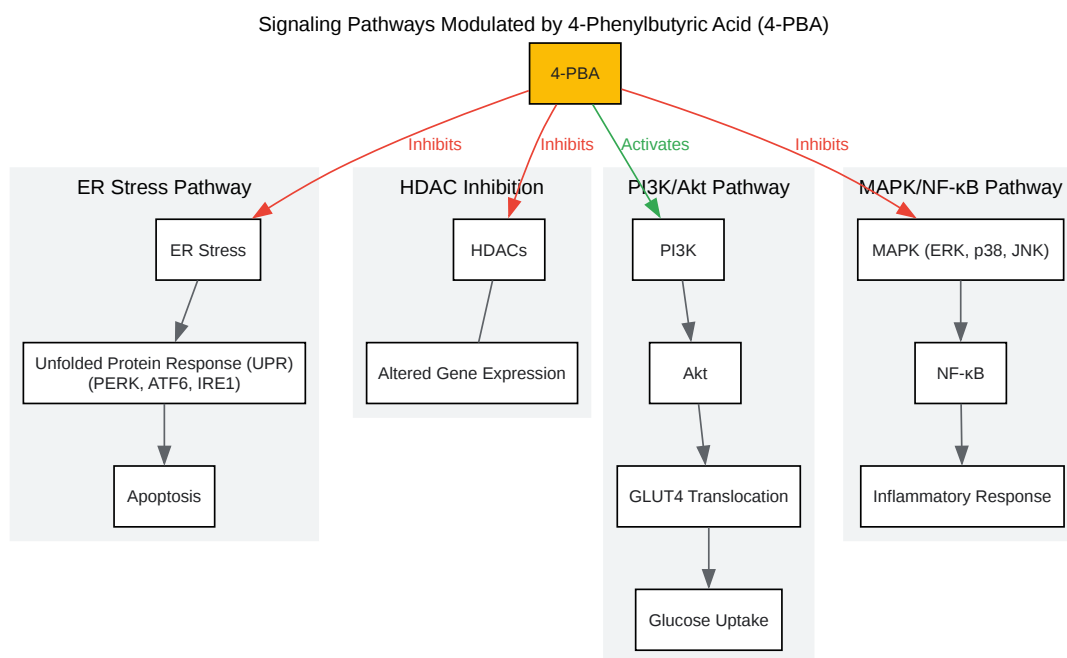 Signaling Pathways Modulated by 4-Phenylbutyric Acid (4-PBA)
4-PBA
Inhibits
Inhibits
Activates
Inhibits
ER Stress Pathway
HDAC Inhibition
PI3K/Akt Pathway
MAPK/NF-κB Pathway
ER Stress
HDACs
PI3K
MAPK (ERK, p38, JNK)
Unfolded Protein Response (UPR)
(PERK, ATF6, IRE1)
Altered Gene Expression
Akt
NF-κB
Apoptosis
GLUT4 Translocation
Inflammatory Response
Glucose Uptake